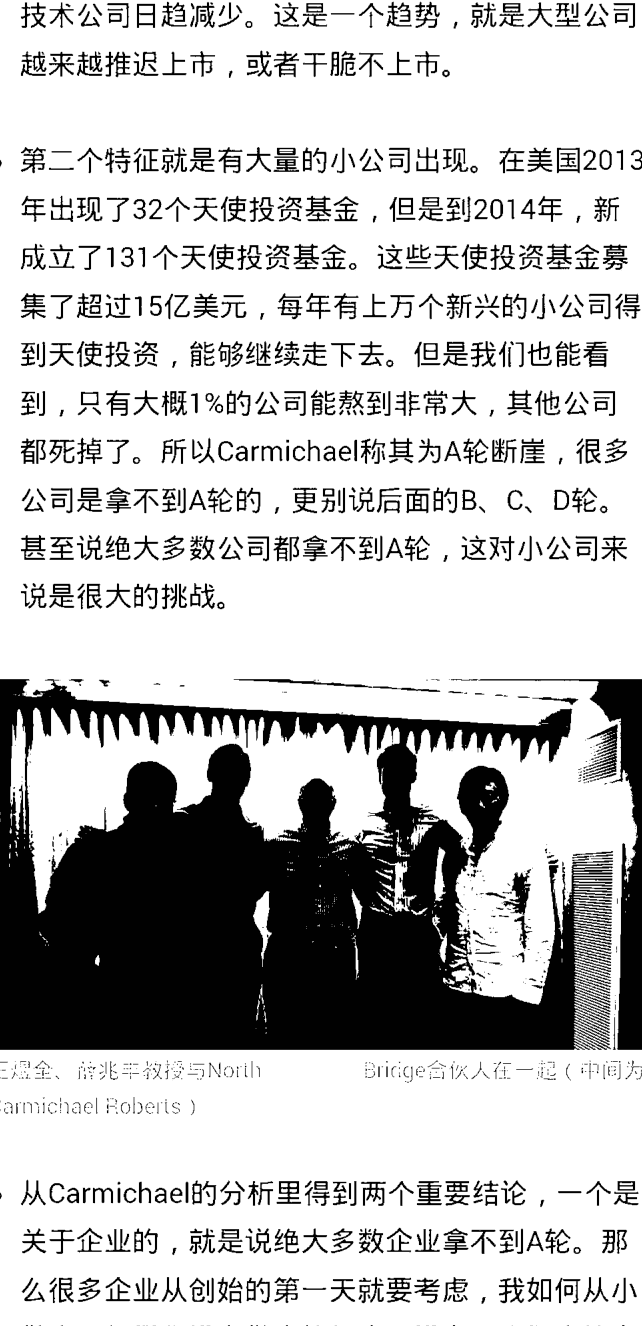 技术公司日趋减少。这是一个趋势，就是大型公司
越来越推迟上市，或者干脆不上市。
第二个特征就是有大量的小公司出现。在美国2013
年出现了32个天使投资基金，但是到2014年，新
成立了131个天使投资基金。这些天使投资基金募
集了超过15亿美元，每年有上万个新兴的小公司得
到天使投资，能够继续走下去。但是我们也能看
到，只有大概1%的公司能熬到非常大，其他公司
都死掉了。所以Carmichael称其为A轮断崖，很多
公司是拿不到A轮的，更别说后面的B、C、D轮。
甚至说绝大多数公司都拿不到A轮，这对小公司来
说是很大的挑战。
王煜全、薛兆丰教授与North Bridge合伙人在一起（中间为
Carmichael Roberts）
从Carmichael的分析里得到两个重要结论，一个是
关于企业的，就是说绝大多数企业拿不到A轮。那
么很多企业从创始的第一天就要考虑，我如何从小